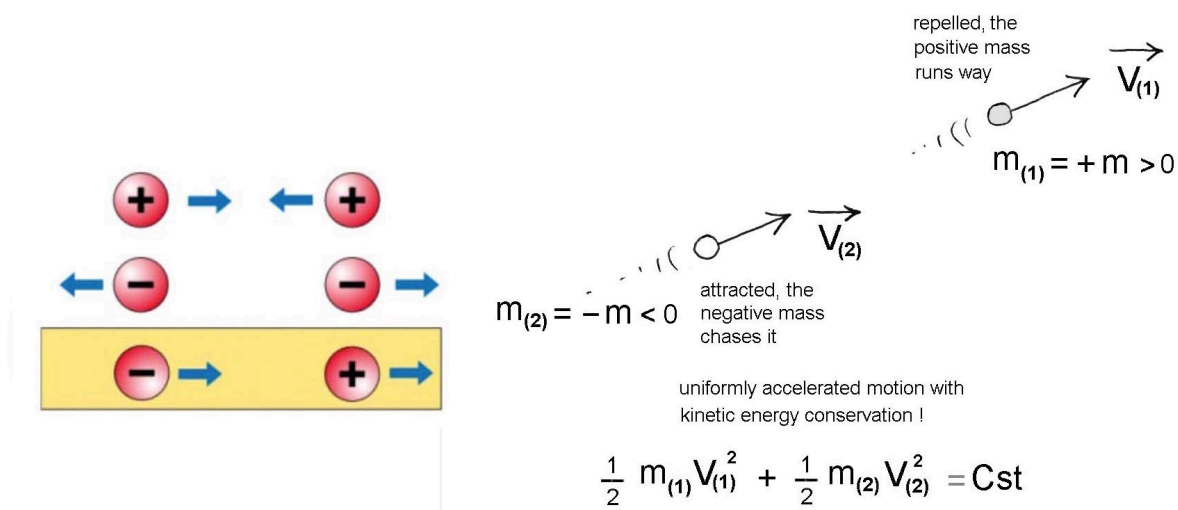 + +
− −
− +
repelled, the
positive mass
runs way
V(1)
m(1) = + m > 0
V(2)
m(2) = − m < 0
attracted, the
negative mass
chases it
uniformly accelerated motion with
kinetic energy conservation !
1/2 m(1) V(1)² + 1/2 m(2) V(2)² = Cst